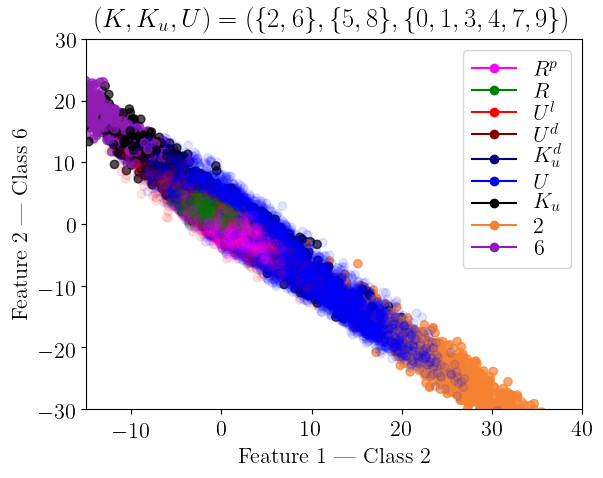 (K, K_u, U) = ({2, 6}, {5, 8}, {0, 1, 3, 4, 7, 9})
30
20
10
0
−10
−20
−30
Feature 2 — Class 6
R^p
R
U^l
U^d
K_u^d
U
K_u
2
6
−10
0
10
20
30
40
Feature 1 — Class 2